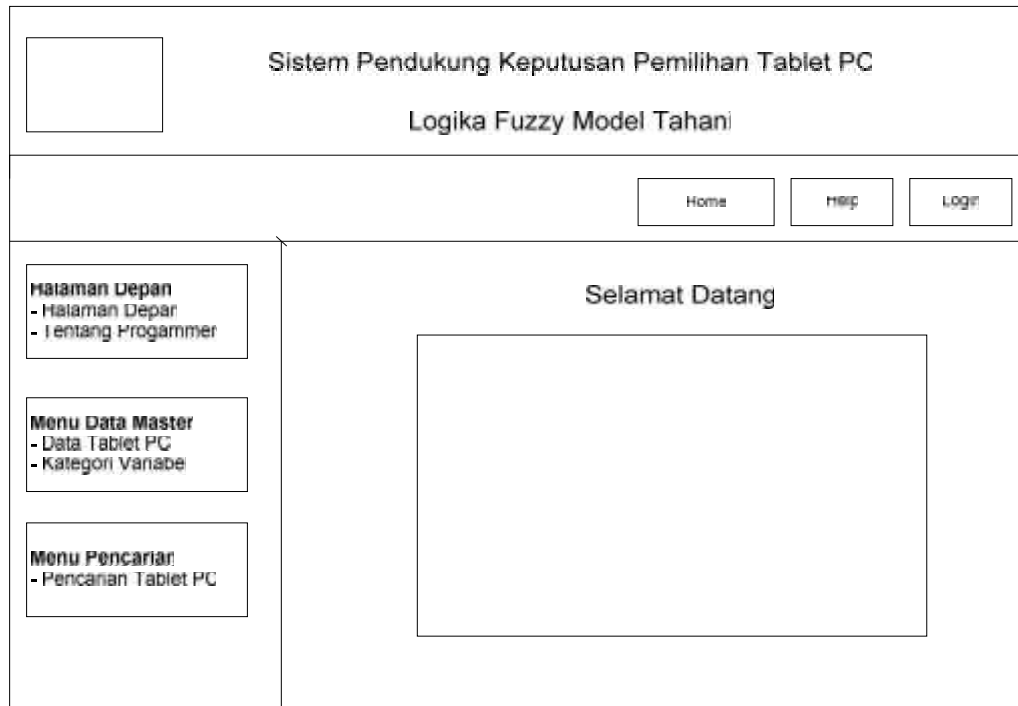 Sistem Pendukung Keputusan Pemilihan Tablet PC
Logika Fuzzy Model Tahani
Home
Help
Login
Halaman Depan
- Halaman Depan
- Tentang Progammer
Selamat Datang
Menu Data Master
- Data Tablet PC
- Kategori Variabel
Menu Pencarian
- Pencarian Tablet PC